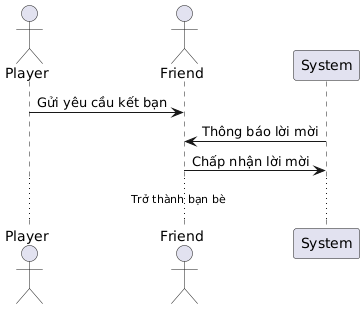 Player Friend System
Gửi yêu cầu kết bạn
Thông báo lời mời
Chấp nhận lời mời
Trở thành bạn bè
Player Friend System